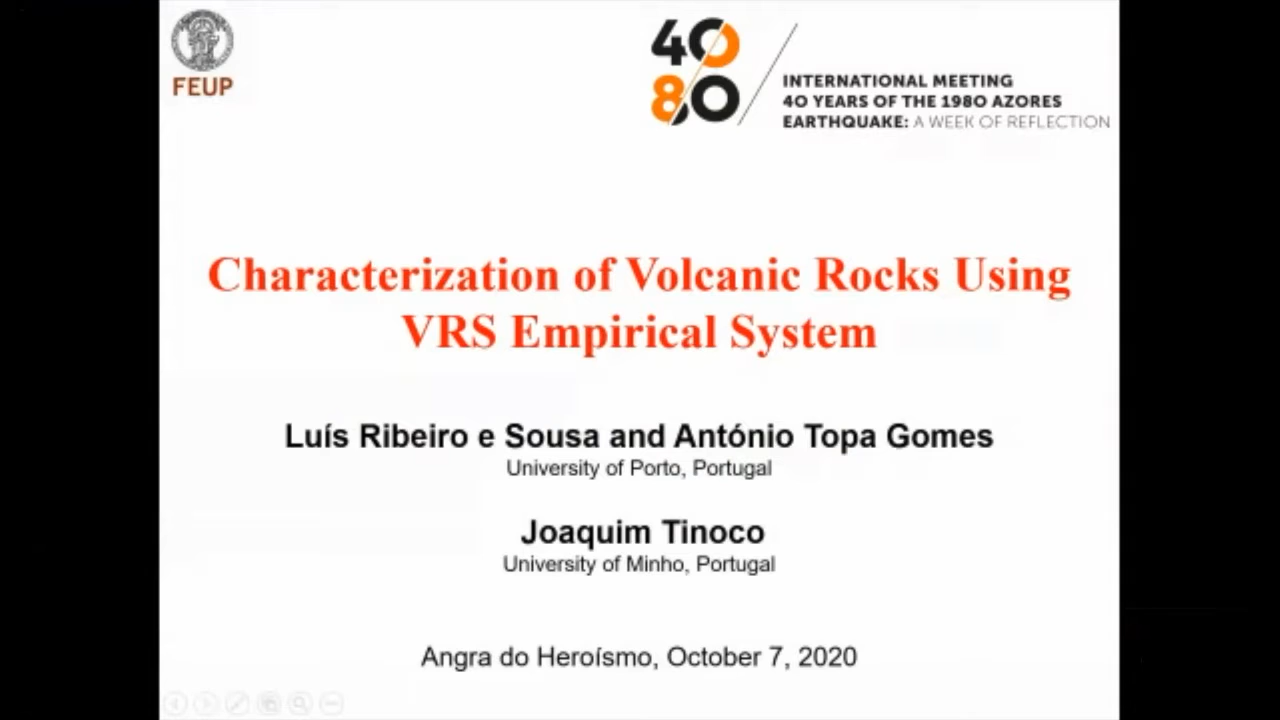 FEUP
40
80
INTERNATIONAL MEETING
40 YEARS OF THE 1980 AZORES
EARTHQUAKE: A WEEK OF REFLECTION
Characterization of Volcanic Rocks Using
VRS Empirical System
Luís Ribeiro e Sousa and António Topa Gomes
University of Porto, Portugal
Joaquim Tinoco
University of Minho, Portugal
Angra do Heroísmo, October 7, 2020